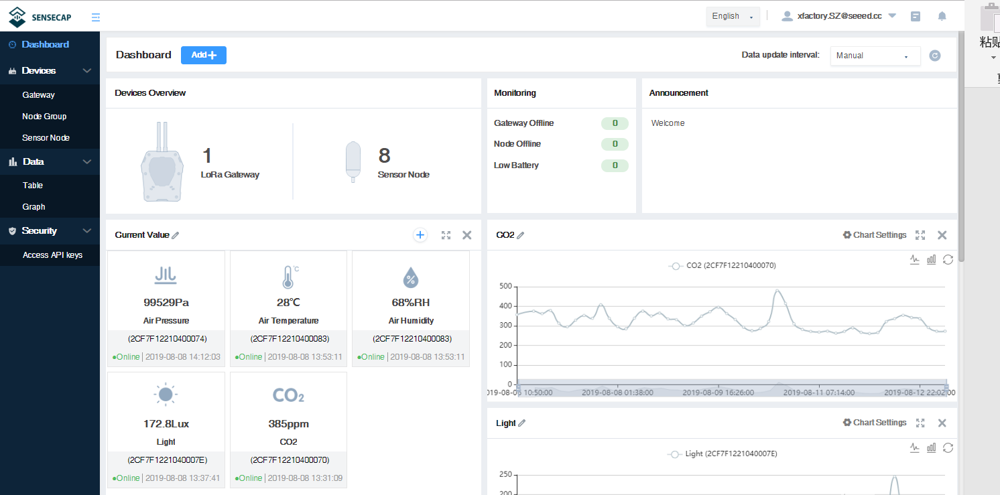 SENSECAP
English
xfactory.SZ@seeed.cc
粘贴
Dashboard
Devices
Gateway
Node Group
Sensor Node
Data
Table
Graph
Security
Access API keys
Dashboard
Add+
Data update interval:
Manual
Devices Overview
1
LoRa Gateway
8
Sensor Node
Monitoring
Gateway Offline 0
Node Offline 0
Low Battery 0
Announcement
Welcome
Current Value
99529Pa
Air Pressure
(2CF7F12210400074)
Online | 2019-08-08 14:12:03
°C
28℃
Air Temperature
(2CF7F12210400083)
Online | 2019-08-08 13:53:11
%
68%RH
Air Humidity
(2CF7F12210400083)
Online | 2019-08-08 13:53:11
172.8Lux
Light
(2CF7F1221040007E)
Online | 2019-08-08 13:37:41
CO2
385ppm
CO2
(2CF7F12210400070)
Online | 2019-08-08 13:31:09
CO2
Chart Settings
CO2 (2CF7F12210400070)
500
400
300
200
100
0
10:50:00
2019-08-08 01:38:00
2019-08-09 16:26:00
2019-08-11 07:14:00
2019-08-12 22:02:00
Light
Chart Settings
Light (2CF7F1221040007E)
250
200